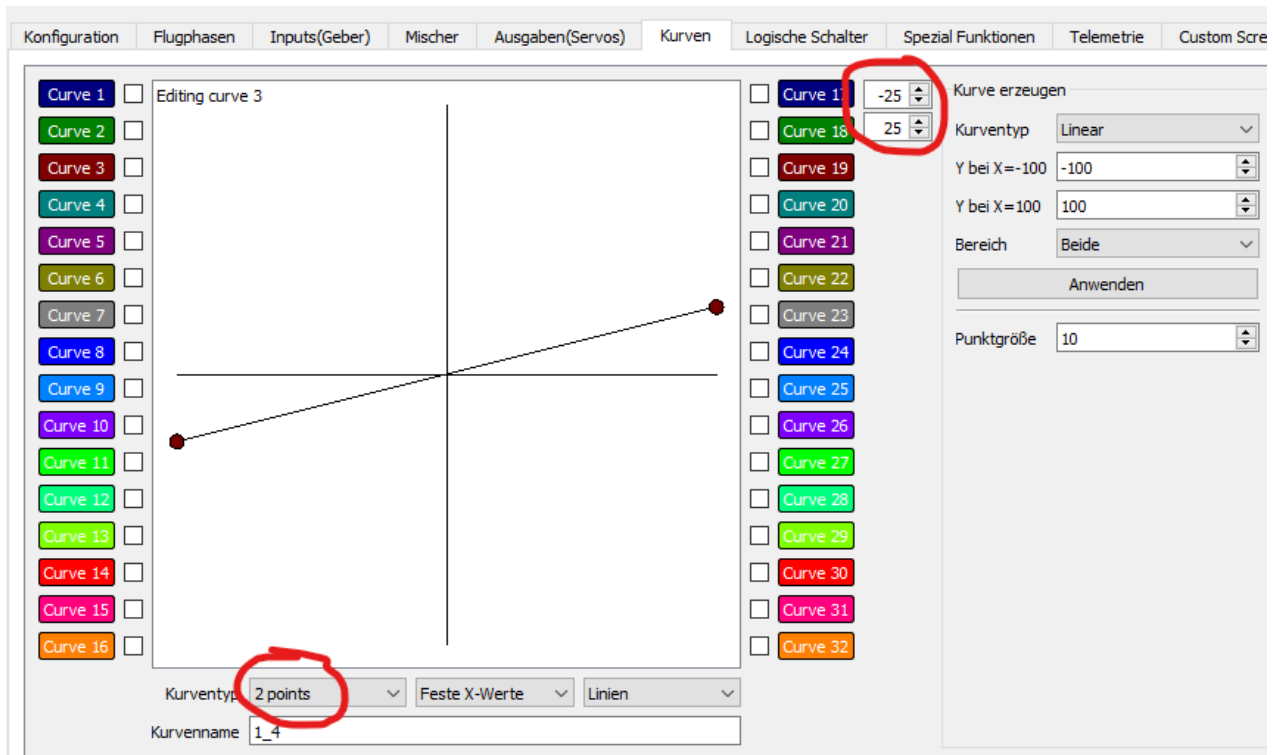 Konfiguration Flugphasen Inputs(Geber) Mischer Ausgaben(Servos) Kurven Logische Schalter Spezial Funktionen Telemetrie Custom Scre
Editing curve 3
Curve 1
Curve 2
Curve 3
Curve 4
Curve 5
Curve 6
Curve 7
Curve 8
Curve 9
Curve 10
Curve 11
Curve 12
Curve 13
Curve 14
Curve 15
Curve 16
Curve 17
Curve 18
Curve 19
Curve 20
Curve 21
Curve 22
Curve 23
Curve 24
Curve 25
Curve 26
Curve 27
Curve 28
Curve 29
Curve 30
Curve 31
Curve 32
-25
25
Kurve erzeugen
Kurventyp Linear
Y bei X=-100 -100
Y bei X=100 100
Bereich Beide
Anwenden
Punktgröße 10
Kurventyp 2 points Feste X-Werte Linien
Kurvenname 1_4